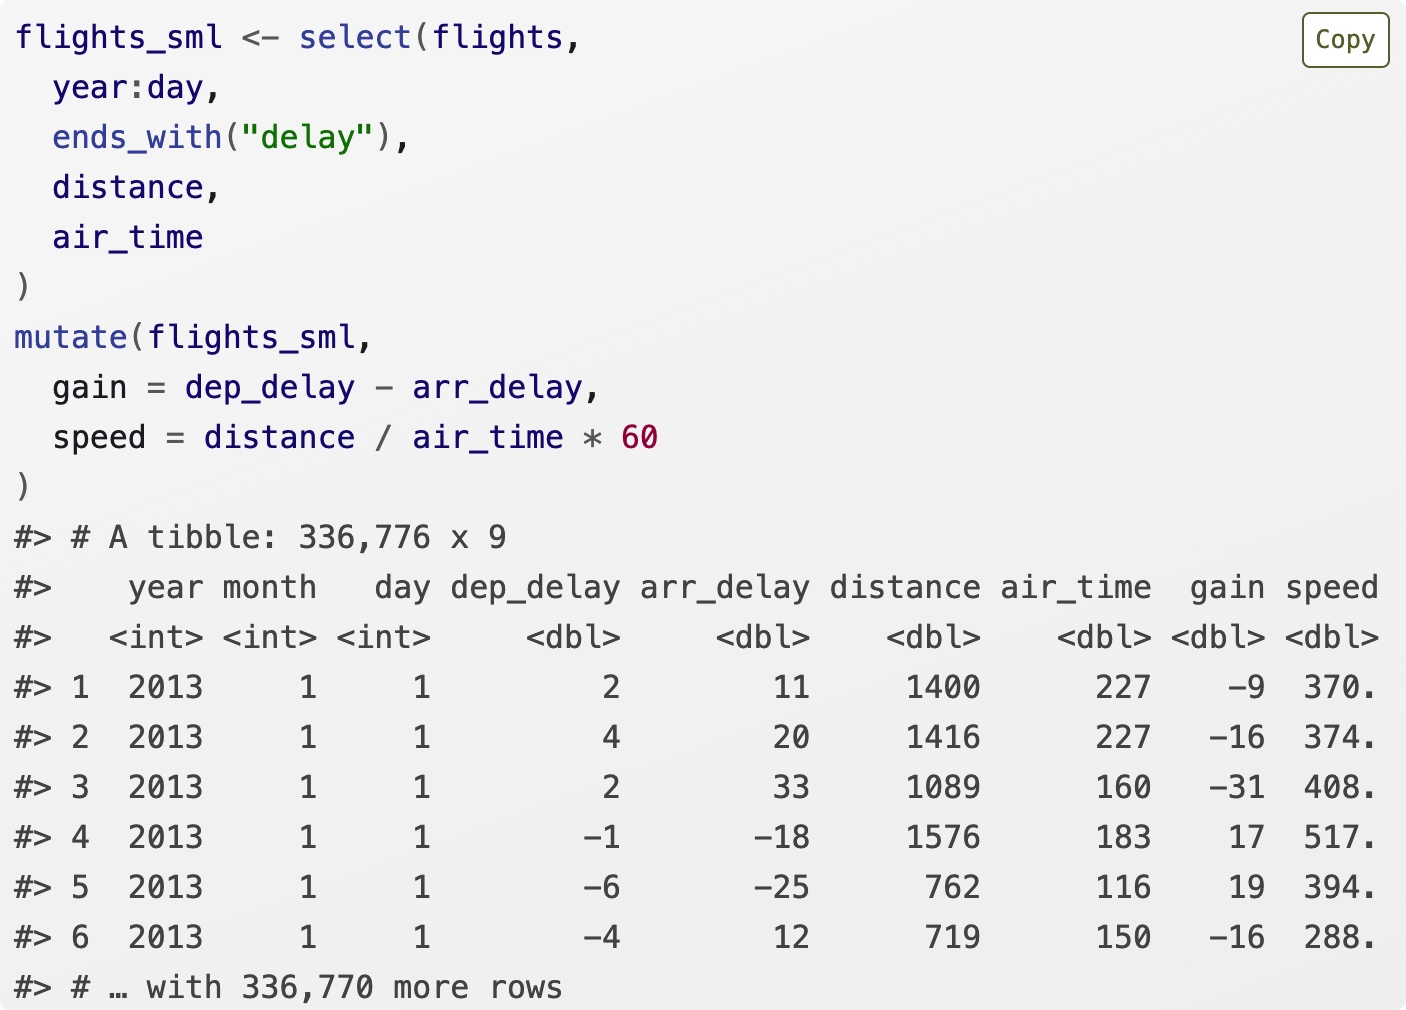 flights_sml <- select(flights,
Copy
  year:day,
  ends_with("delay"),
  distance,
  air_time
)
mutate(flights_sml,
  gain = dep_delay - arr_delay,
  speed = distance / air_time * 60
)
#> # A tibble: 336,776 x 9
#>    year month   day dep_delay arr_delay distance air_time  gain speed
#>   <int> <int> <int>     <dbl>     <dbl>    <dbl>    <dbl> <dbl> <dbl>
#> 1  2013     1     1         2        11     1400      227    -9  370.
#> 2  2013     1     1         4        20     1416      227   -16  374.
#> 3  2013     1     1         2        33     1089      160   -31  408.
#> 4  2013     1     1        -1       -18     1576      183    17  517.
#> 5  2013     1     1        -6       -25      762      116    19  394.
#> 6  2013     1     1        -4        12      719      150   -16  288.
#> # … with 336,770 more rows